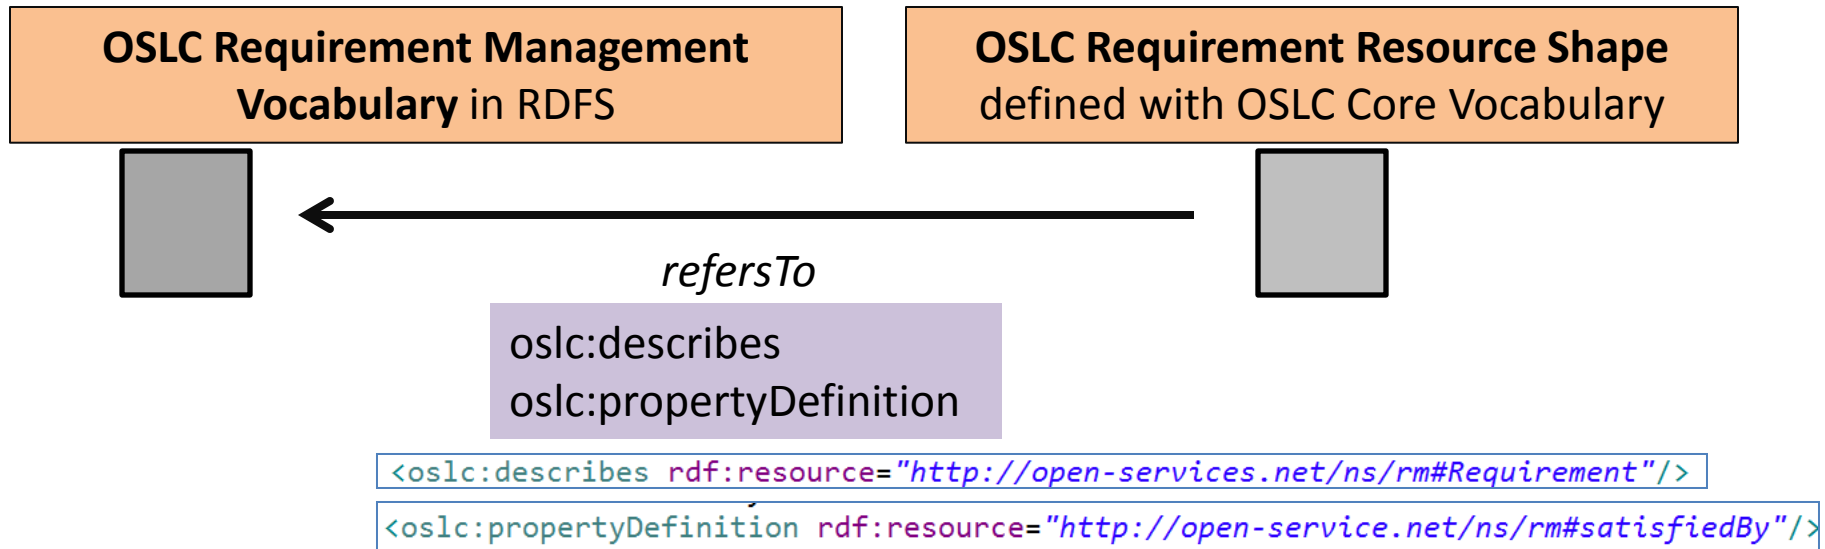 OSLC Requirement Management
Vocabulary in RDFS
OSLC Requirement Resource Shape
defined with OSLC Core Vocabulary
refersTo
oslc:describes
oslc:propertyDefinition
<oslc:describes rdf:resource="http://open-services.net/ns/rm#Requirement"/>
<oslc:propertyDefinition rdf:resource="http://open-service.net/ns/rm#satisfiedBy"/>